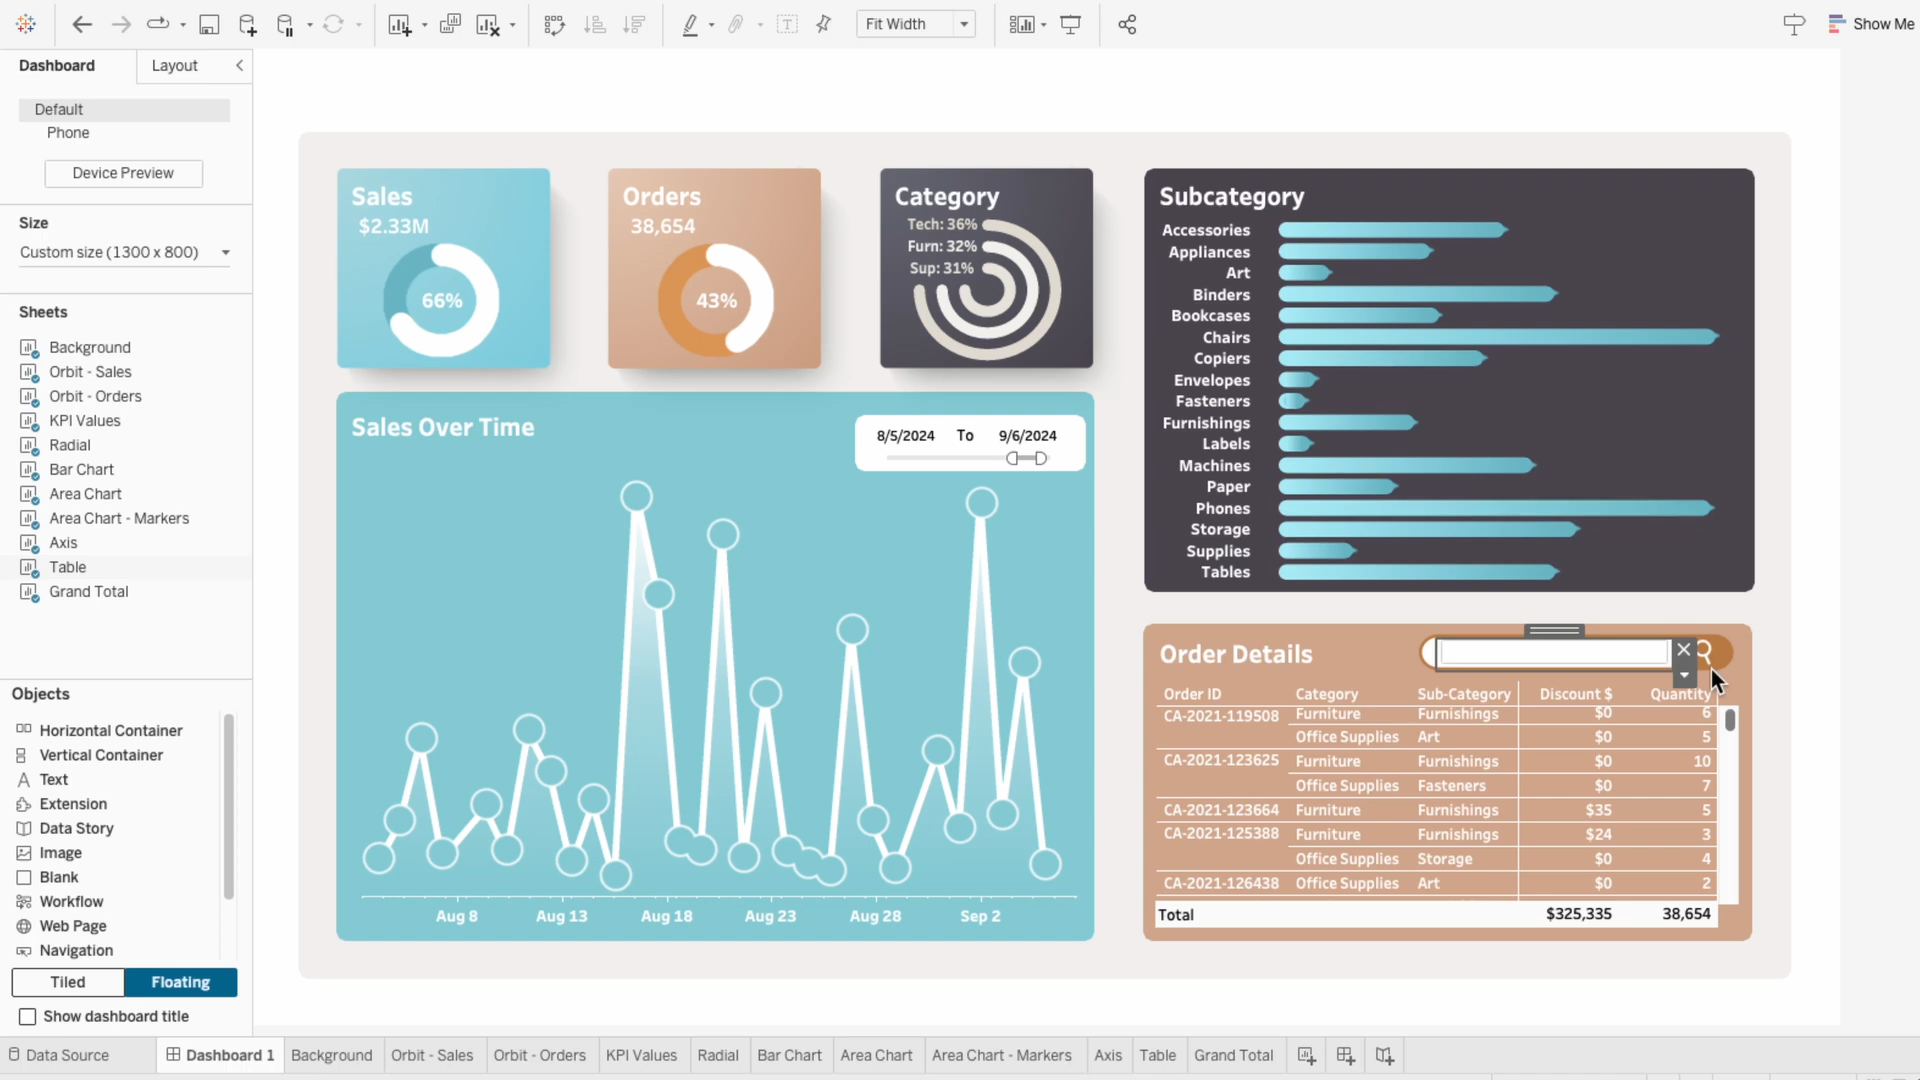 Fit Width
Show Me
Dashboard
Layout
Default
Phone
Device Preview
Size
Custom size (1300 x 800)
Sheets
Background
Orbit - Sales
Orbit - Orders
KPI Values
Radial
Bar Chart
Area Chart
Area Chart - Markers
Axis
Table
Grand Total
Objects
Horizontal Container
Vertical Container
Text
Extension
Data Story
Image
Blank
Workflow
Web Page
Navigation
Tiled
Floating
Show dashboard title
Sales
$2.33M
66%
Orders
38,654
43%
Category
Tech: 36%
Furn: 32%
Sup: 31%
Subcategory
Accessories
Appliances
Art
Binders
Bookcases
Chairs
Copiers
Envelopes
Fasteners
Furnishings
Labels
Machines
Paper
Phones
Storage
Supplies
Tables
Sales Over Time
8/5/2024 To 9/6/2024
Aug 8 Aug 13 Aug 18 Aug 23 Aug 28 Sep 2
Order Details
Order ID Category Sub-Category Discount $ Quantity
CA-2021-119508 Furniture Furnishings $0 6
Office Supplies Art $0 5
CA-2021-123625 Furniture Furnishings $0 10
Office Supplies Fasteners $0 7
CA-2021-123664 Furniture Furnishings $35 5
CA-2021-125388 Furniture Furnishings $24 3
Office Supplies Storage $0 4
CA-2021-126438 Office Supplies Art $0 2
Total $325,335 38,654
Data Source
Dashboard 1
Background
Orbit - Sales
Orbit - Orders
KPI Values
Radial
Bar Chart
Area Chart
Area Chart - Markers
Axis
Table
Grand Total